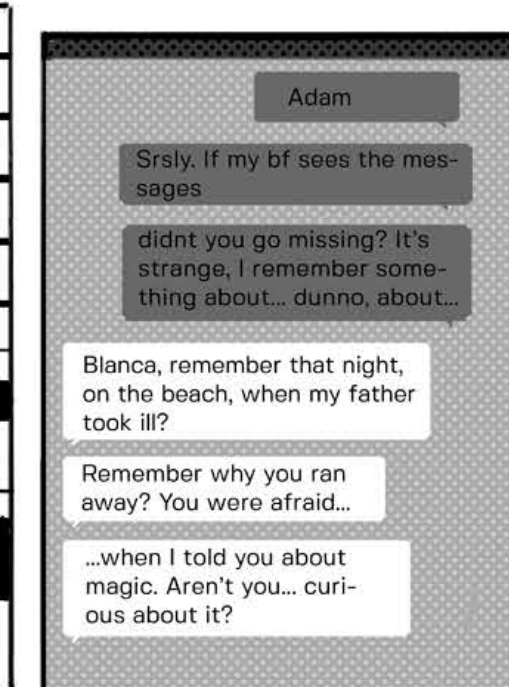 Adam
Srsly. If my bf sees the mes-
sages
didnt you go missing? It's
strange, I remember some-
thing about... dunno, about...
Blanca, remember that night,
on the beach, when my father
took ill?
Remember why you ran
away? You were afraid...
...when I told you about
magic. Aren't you... curi-
ous about it?